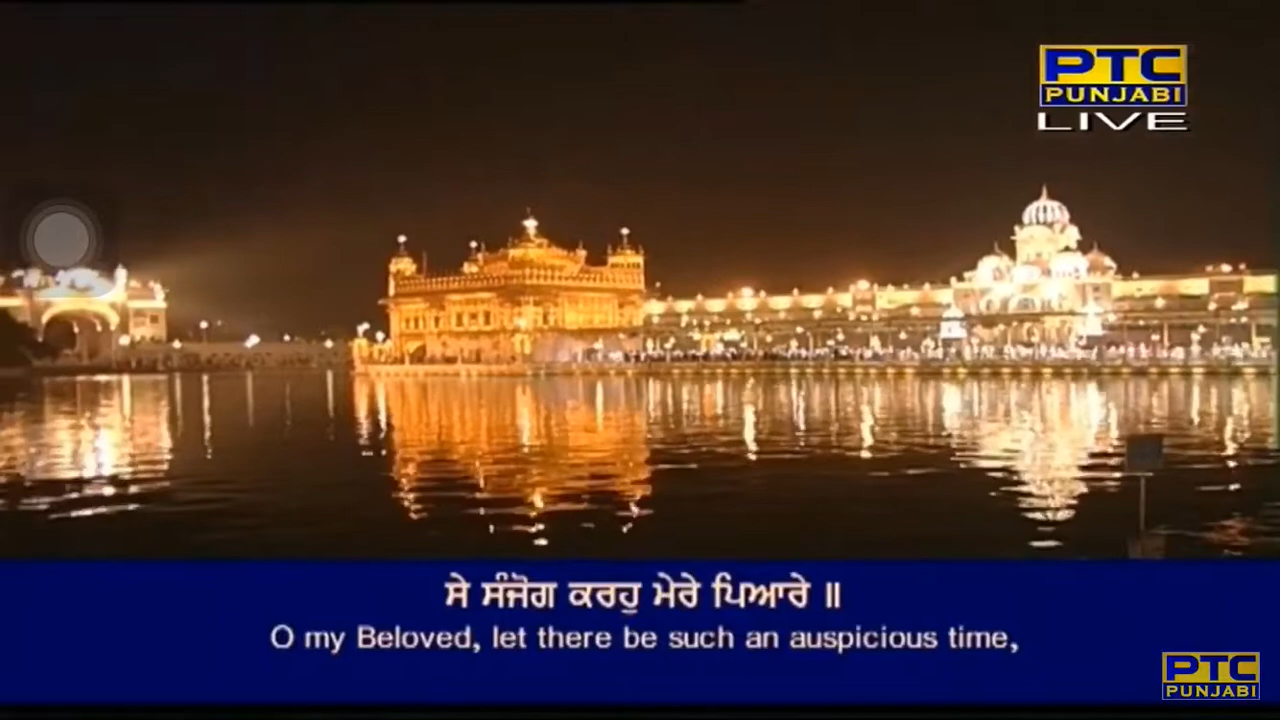 PTC
PUNJABI
LIVE
ਸੇ ਸੰਜੋਗ ਕਰਹੁ ਮੇਰੇ ਪਿਆਰੇ ॥
O my Beloved, let there be such an auspicious time,
PTC
PUNJABI